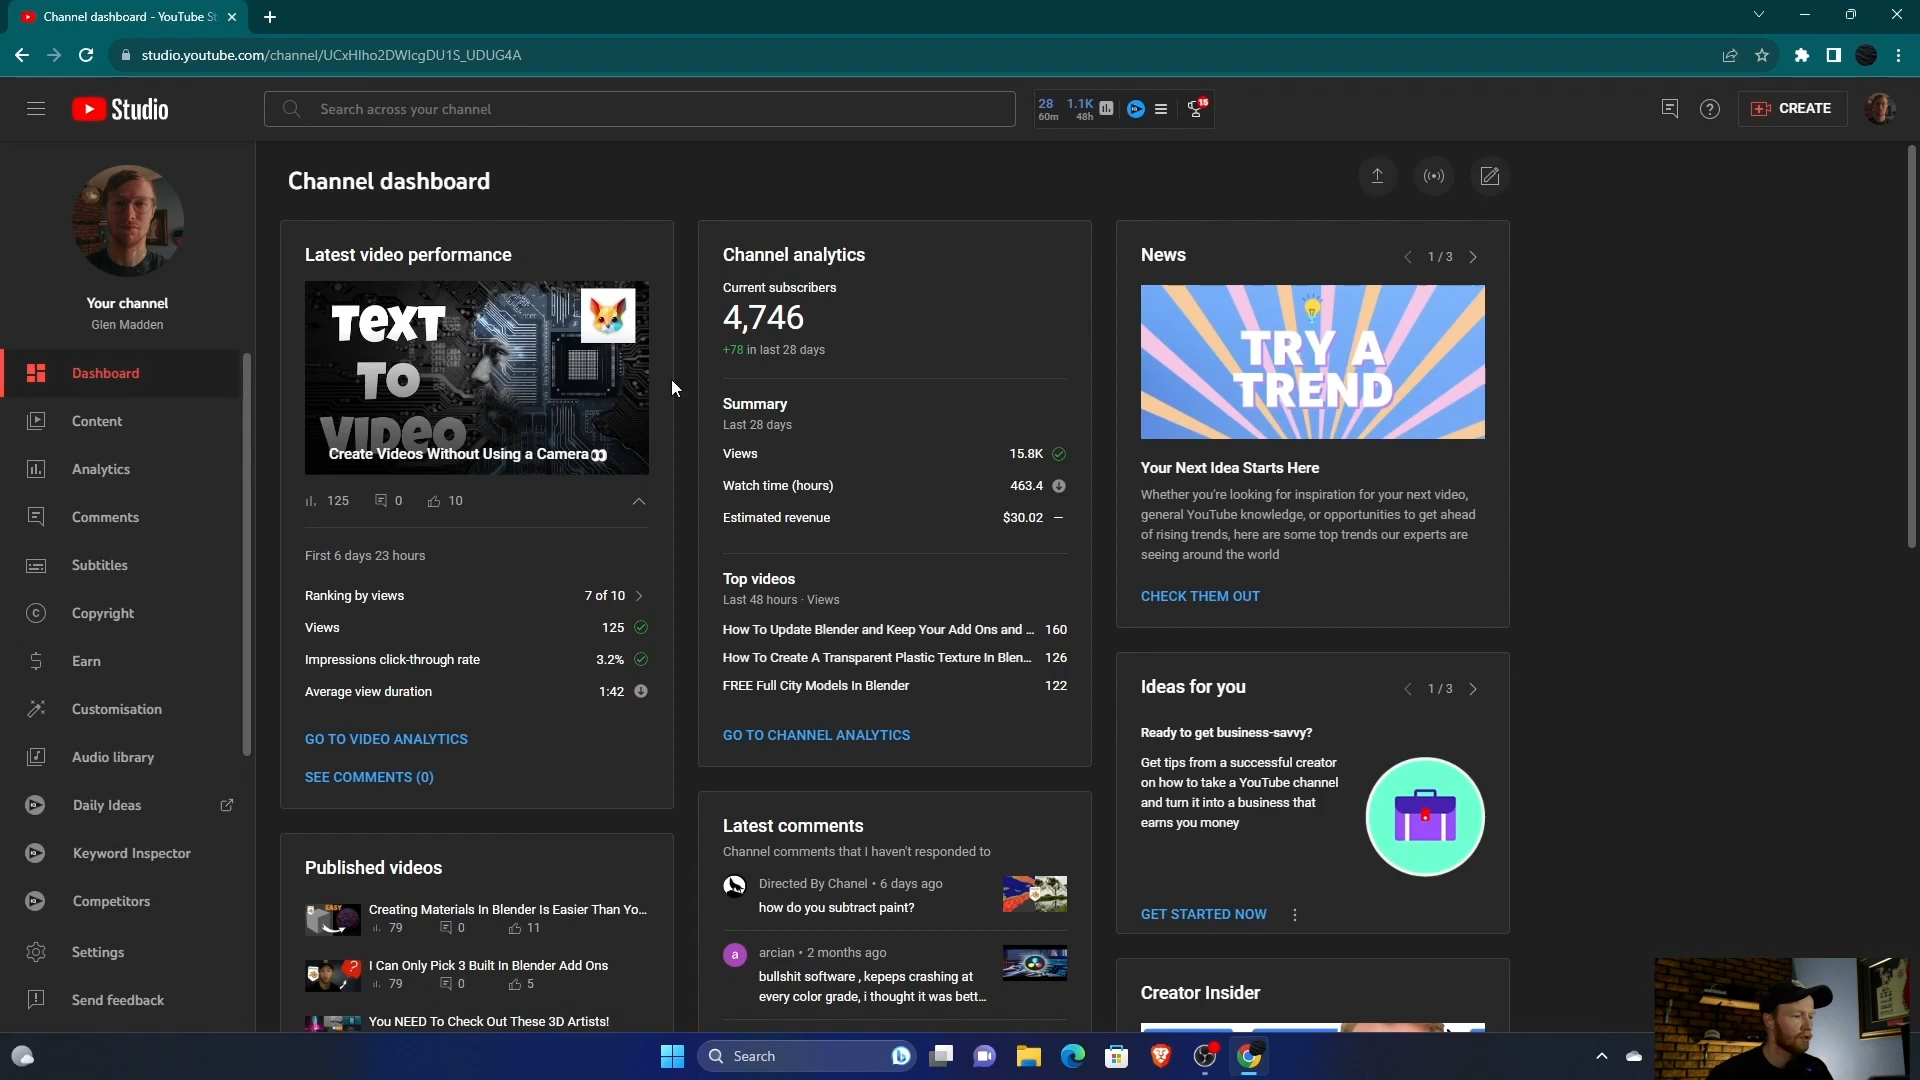 Channel dashboard - YouTube St
studio.youtube.com/channel/UCxHIho2DWlcgDU1S_UDUG4A
Studio
Search across your channel
28
60m
1.1K
48h
15
CREATE
Your channel
Glen Madden
Dashboard
Content
Analytics
Comments
Subtitles
Copyright
Earn
Customisation
Audio library
Daily Ideas
Keyword Inspector
Competitors
Settings
Send feedback
Channel dashboard
Latest video performance
TEXT
TO
VIDEO
Create Videos Without Using a Camera
125 0 10
First 6 days 23 hours
Ranking by views 7 of 10
Views 125
Impressions click-through rate 3.2%
Average view duration 1:42
GO TO VIDEO ANALYTICS
SEE COMMENTS (0)
Published videos
EASY
Creating Materials In Blender Is Easier Than Yo...
79 0 11
?
I Can Only Pick 3 Built In Blender Add Ons
79 0 5
You NEED To Check Out These 3D Artists!
Channel analytics
Current subscribers
4,746
+78 in last 28 days
Summary
Last 28 days
Views 15.8K
Watch time (hours) 463.4
Estimated revenue $30.02 —
Top videos
Last 48 hours · Views
How To Update Blender and Keep Your Add Ons and ... 160
How To Create A Transparent Plastic Texture In Blen... 126
FREE Full City Models In Blender 122
GO TO CHANNEL ANALYTICS
Latest comments
Channel comments that I haven't responded to
Directed By Chanel • 6 days ago
how do you subtract paint?
a
arcian • 2 months ago
bullshit software , kepeps crashing at
every color grade, i thought it was bett...
News
1 / 3
TRY A
TREND
Your Next Idea Starts Here
Whether you're looking for inspiration for your next video,
general YouTube knowledge, or opportunities to get ahead
of rising trends, here are some top trends our experts are
seeing around the world
CHECK THEM OUT
Ideas for you
1 / 3
Ready to get business-savvy?
Get tips from a successful creator
on how to take a YouTube channel
and turn it into a business that
earns you money
GET STARTED NOW
Creator Insider
Search